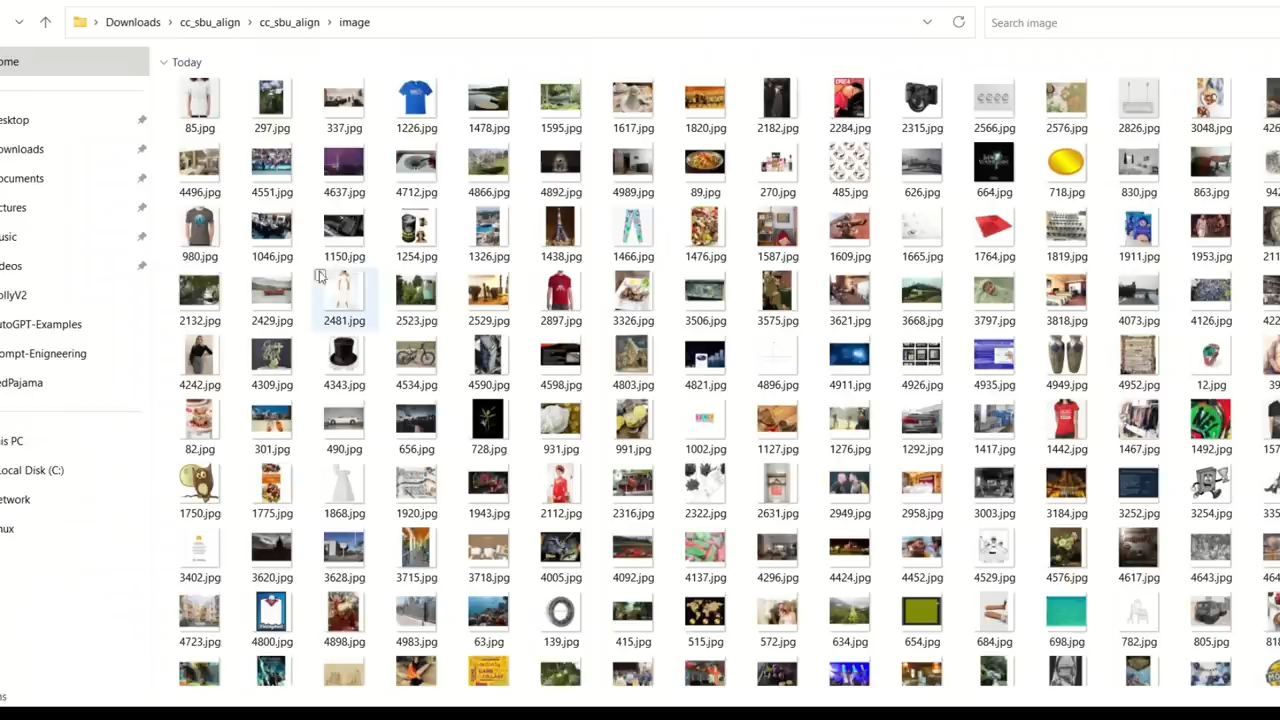 Downloads > cc_sbu_align > cc_sbu_align > image
Search image
ome
Today
esktop
ownloads
ocuments
ctures
usic
deos
ollyV2
utoGPT-Examples
ompt-Enigneering
edPajama
is PC
ocal Disk (C:)
etwork
nux
ns
85.jpg 297.jpg 337.jpg 1226.jpg 1478.jpg 1595.jpg 1617.jpg 1820.jpg 2182.jpg 2284.jpg 2315.jpg 2566.jpg 2576.jpg 2826.jpg 3048.jpg 426
4496.jpg 4551.jpg 4637.jpg 4712.jpg 4866.jpg 4892.jpg 4989.jpg 89.jpg 270.jpg 485.jpg 626.jpg 664.jpg 718.jpg 830.jpg 863.jpg 942
980.jpg 1046.jpg 1150.jpg 1254.jpg 1326.jpg 1438.jpg 1466.jpg 1476.jpg 1587.jpg 1609.jpg 1665.jpg 1764.jpg 1819.jpg 1911.jpg 1953.jpg 211
2132.jpg 2429.jpg 2481.jpg 2523.jpg 2529.jpg 2897.jpg 3326.jpg 3506.jpg 3575.jpg 3621.jpg 3668.jpg 3797.jpg 3818.jpg 4073.jpg 4126.jpg 422
4242.jpg 4309.jpg 4343.jpg 4534.jpg 4590.jpg 4598.jpg 4803.jpg 4821.jpg 4896.jpg 4911.jpg 4926.jpg 4935.jpg 4949.jpg 4952.jpg 12.jpg 39
82.jpg 301.jpg 490.jpg 656.jpg 728.jpg 931.jpg 991.jpg 1002.jpg 1127.jpg 1276.jpg 1292.jpg 1417.jpg 1442.jpg 1467.jpg 1492.jpg 157
1750.jpg 1775.jpg 1868.jpg 1920.jpg 1943.jpg 2112.jpg 2316.jpg 2322.jpg 2631.jpg 2949.jpg 2958.jpg 3003.jpg 3184.jpg 3252.jpg 3254.jpg 335
3402.jpg 3620.jpg 3628.jpg 3715.jpg 3718.jpg 4005.jpg 4092.jpg 4137.jpg 4296.jpg 4424.jpg 4452.jpg 4529.jpg 4576.jpg 4617.jpg 4643.jpg 464
4723.jpg 4800.jpg 4898.jpg 4983.jpg 63.jpg 139.jpg 415.jpg 515.jpg 572.jpg 634.jpg 654.jpg 684.jpg 698.jpg 782.jpg 805.jpg 818